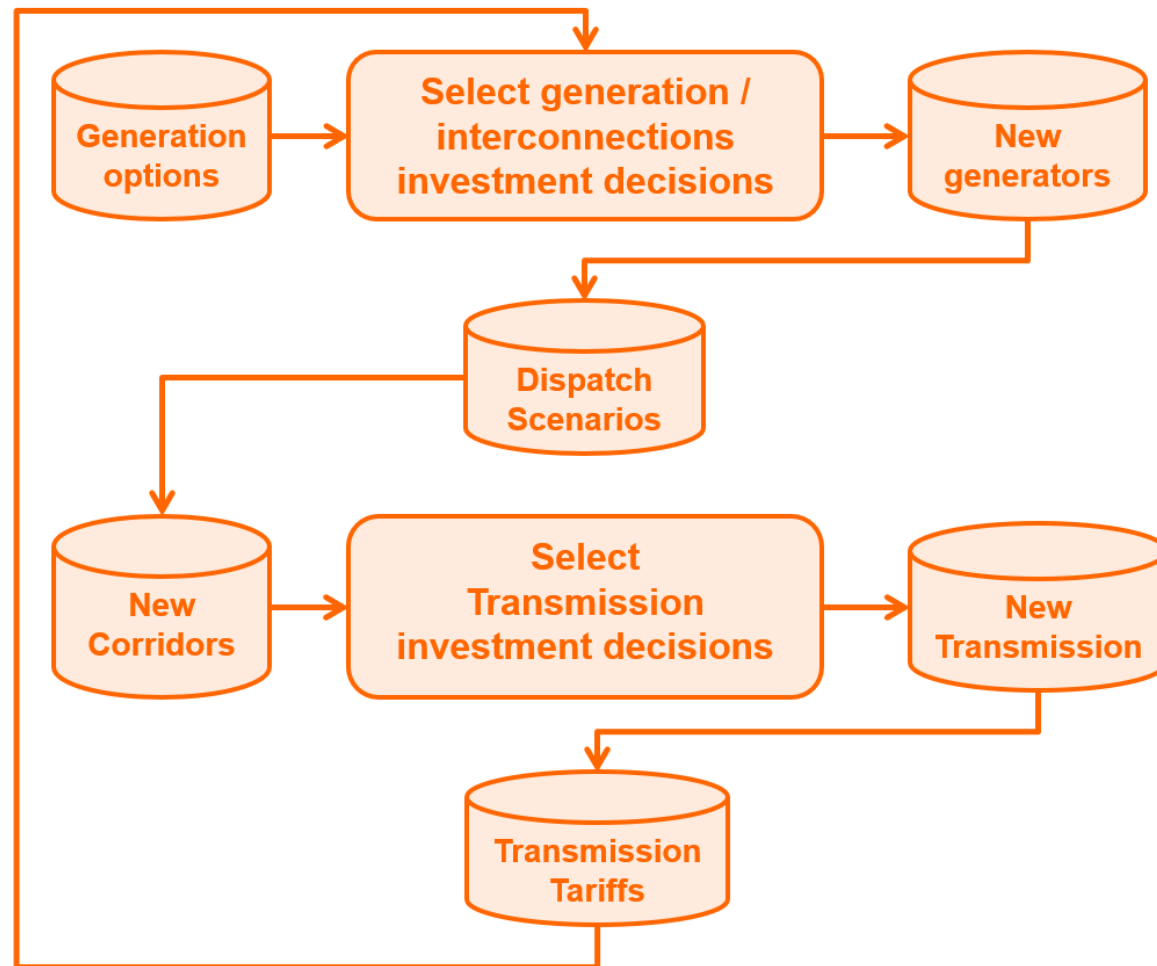 Select generation /
interconnections
investment decisions
Generation
options
New
generators
Dispatch
Scenarios
New
Corridors
Select
Transmission
investment decisions
New
Transmission
Transmission
Tariffs